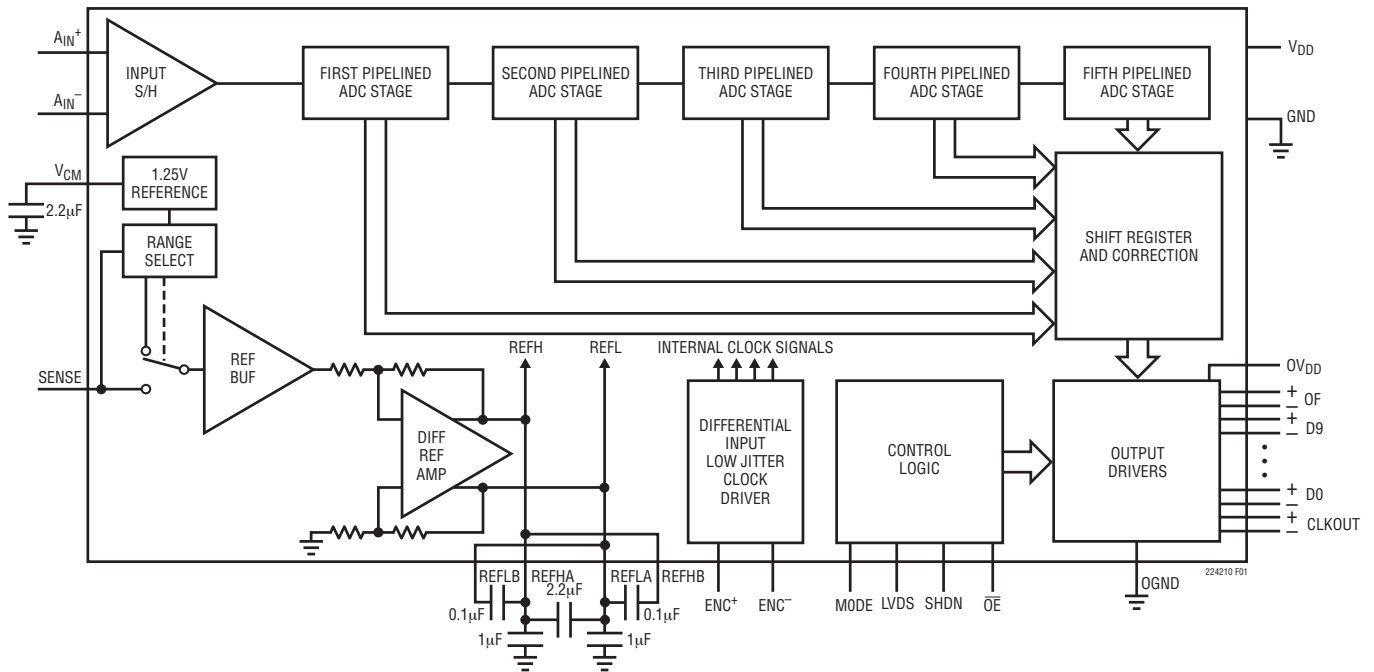 AIN+
INPUT
S/H
AIN−
FIRST PIPELINED
ADC STAGE
SECOND PIPELINED
ADC STAGE
THIRD PIPELINED
ADC STAGE
FOURTH PIPELINED
ADC STAGE
FIFTH PIPELINED
ADC STAGE
VDD
GND
VCM
2.2µF
1.25V
REFERENCE
RANGE
SELECT
SHIFT REGISTER
AND CORRECTION
SENSE
REF
BUF
DIFF
REF
AMP
REFH
REFL
INTERNAL CLOCK SIGNALS
DIFFERENTIAL
INPUT
LOW JITTER
CLOCK
DRIVER
CONTROL
LOGIC
OUTPUT
DRIVERS
OVDD
+
− OF
+
− D9
+
− D0
+
− CLKOUT
REFLB
REFHA
REFLA
REFHB
2.2µF
0.1µF
0.1µF
1µF
1µF
ENC+
ENC−
MODE
LVDS
SHDN
OE
OGND
224210 F01